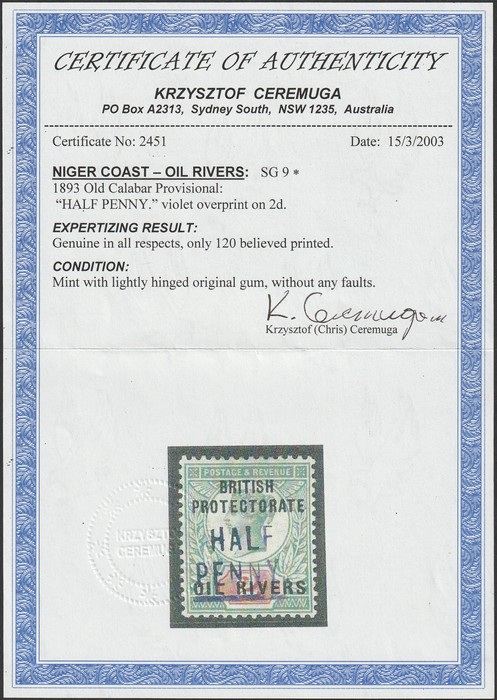 CERTIFICATE OF AUTHENTICITY
KRZYSZTOF CEREMUGA
PO Box A2313, Sydney South, NSW 1235, Australia
Certificate No: 2451 Date: 15/3/2003
NIGER COAST – OIL RIVERS: SG 9 *
1893 Old Calabar Provisional:
“HALF PENNY.” violet overprint on 2d.
EXPERTIZING RESULT:
Genuine in all respects, only 120 believed printed.
CONDITION:
Mint with lightly hinged original gum, without any faults.
K. Ceremuga
Krzysztof (Chris) Ceremuga
POSTAGE & REVENUE
BRITISH
PROTECTORATE
HALF
PENNY
OIL RIVERS
KRZYSZTOF
CEREMUGA